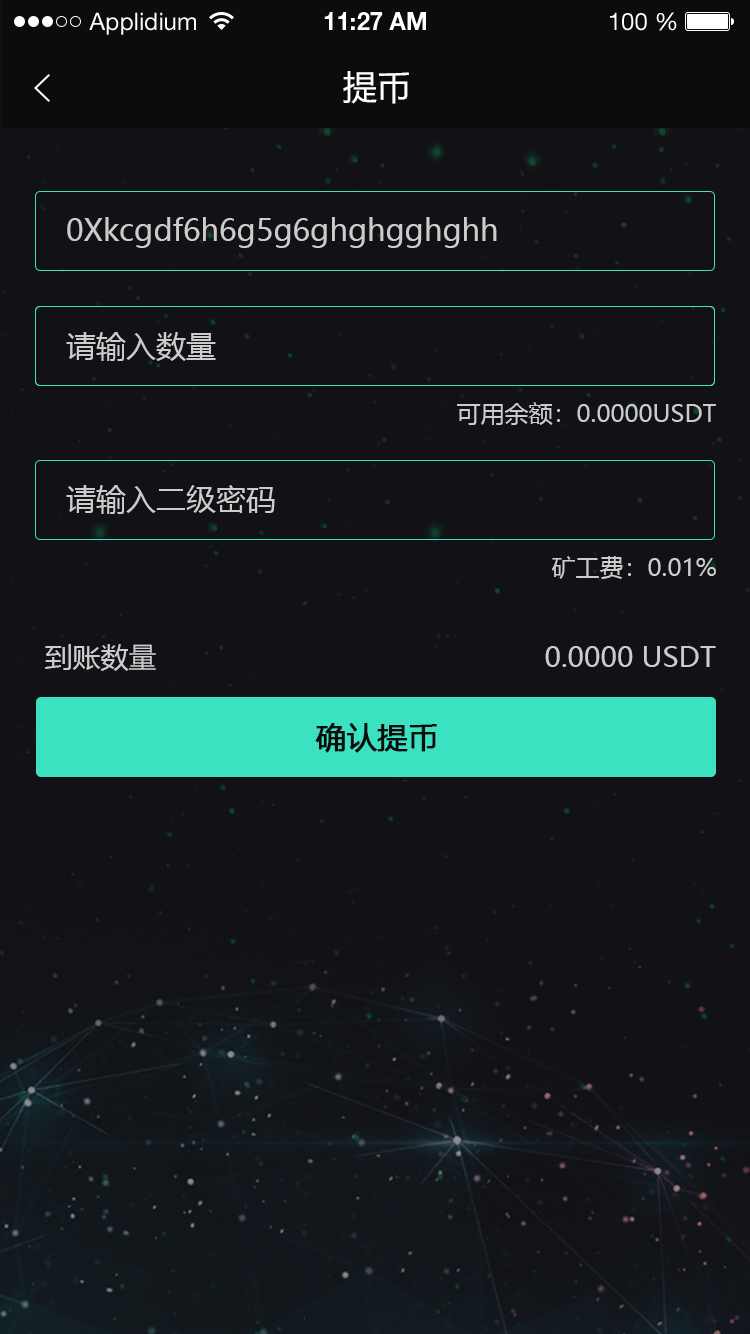 Applidium 11:27 AM 100 %
提币
0Xkcgdf6h6g5g6ghghgghghh
请输入数量
可用余额：0.0000USDT
请输入二级密码
矿工费：0.01%
到账数量 0.0000 USDT
确认提币